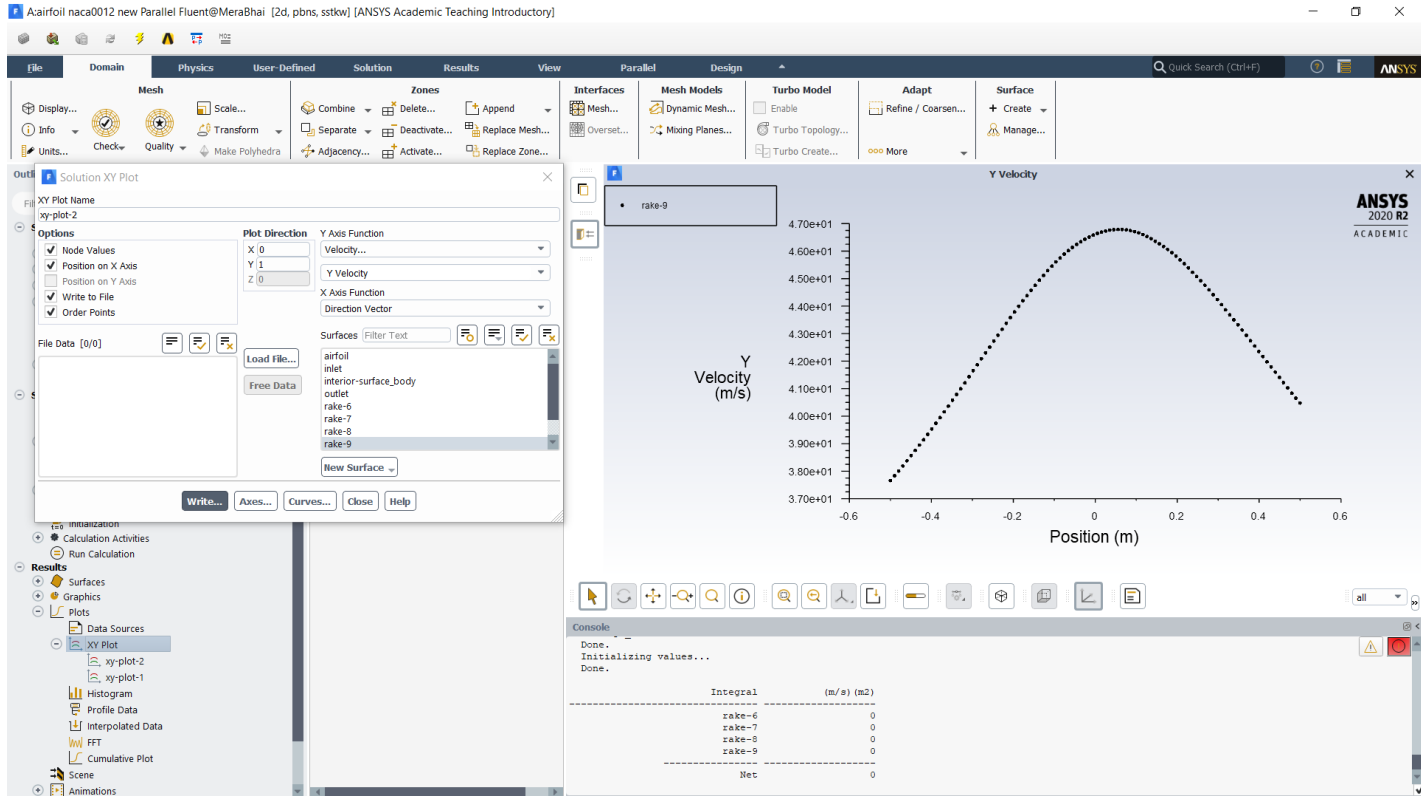 A:airfoil naca0012 new Parallel Fluent@MeraBhai [2d, pbns, sstkw] [ANSYS Academic Teaching Introductory]
File Domain Physics User-Defined Solution Results View Parallel Design Quick Search (Ctrl+F) ANSYS
Mesh Zones Interfaces Mesh Models Turbo Model Adapt Surface
Display... Scale... Combine Delete... Append Mesh... Dynamic Mesh... Enable Refine / Coarsen... Create
Info Transform Separate Deactivate... Replace Mesh... Overset... Mixing Planes... Turbo Topology... Manage...
Units... Check Quality Make Polyhedra Adjacency... Activate... Replace Zone... Turbo Create... More
Solution XY Plot
XY Plot Name
xy-plot-2
Options
Node Values
Position on X Axis
Position on Y Axis
Write to File
Order Points
Plot Direction
X 0
Y 1
Z 0
Y Axis Function
Velocity...
Y Velocity
X Axis Function
Direction Vector
File Data [0/0]
Load File...
Free Data
Surfaces Filter Text
airfoil
inlet
interior-surface_body
outlet
rake-6
rake-7
rake-8
rake-9
New Surface
Write... Axes... Curves... Close Help
Calculation Activities
Run Calculation
Results
Surfaces
Graphics
Plots
Data Sources
XY Plot
xy-plot-2
xy-plot-1
Histogram
Profile Data
Interpolated Data
FFT
Cumulative Plot
Scene
Animations
Y Velocity
rake-9
ANSYS
2020 R2
ACADEMIC
4.70e+01
4.60e+01
4.50e+01
4.40e+01
4.30e+01
4.20e+01
4.10e+01
4.00e+01
3.90e+01
3.80e+01
3.70e+01
Y
Velocity
(m/s)
-0.6 -0.4 -0.2 0 0.2 0.4 0.6
Position (m)
all
Console
Done.
Initializing values...
Done.
Integral (m/s)(m2)
rake-6 0
rake-7 0
rake-8 0
rake-9 0
Net 0